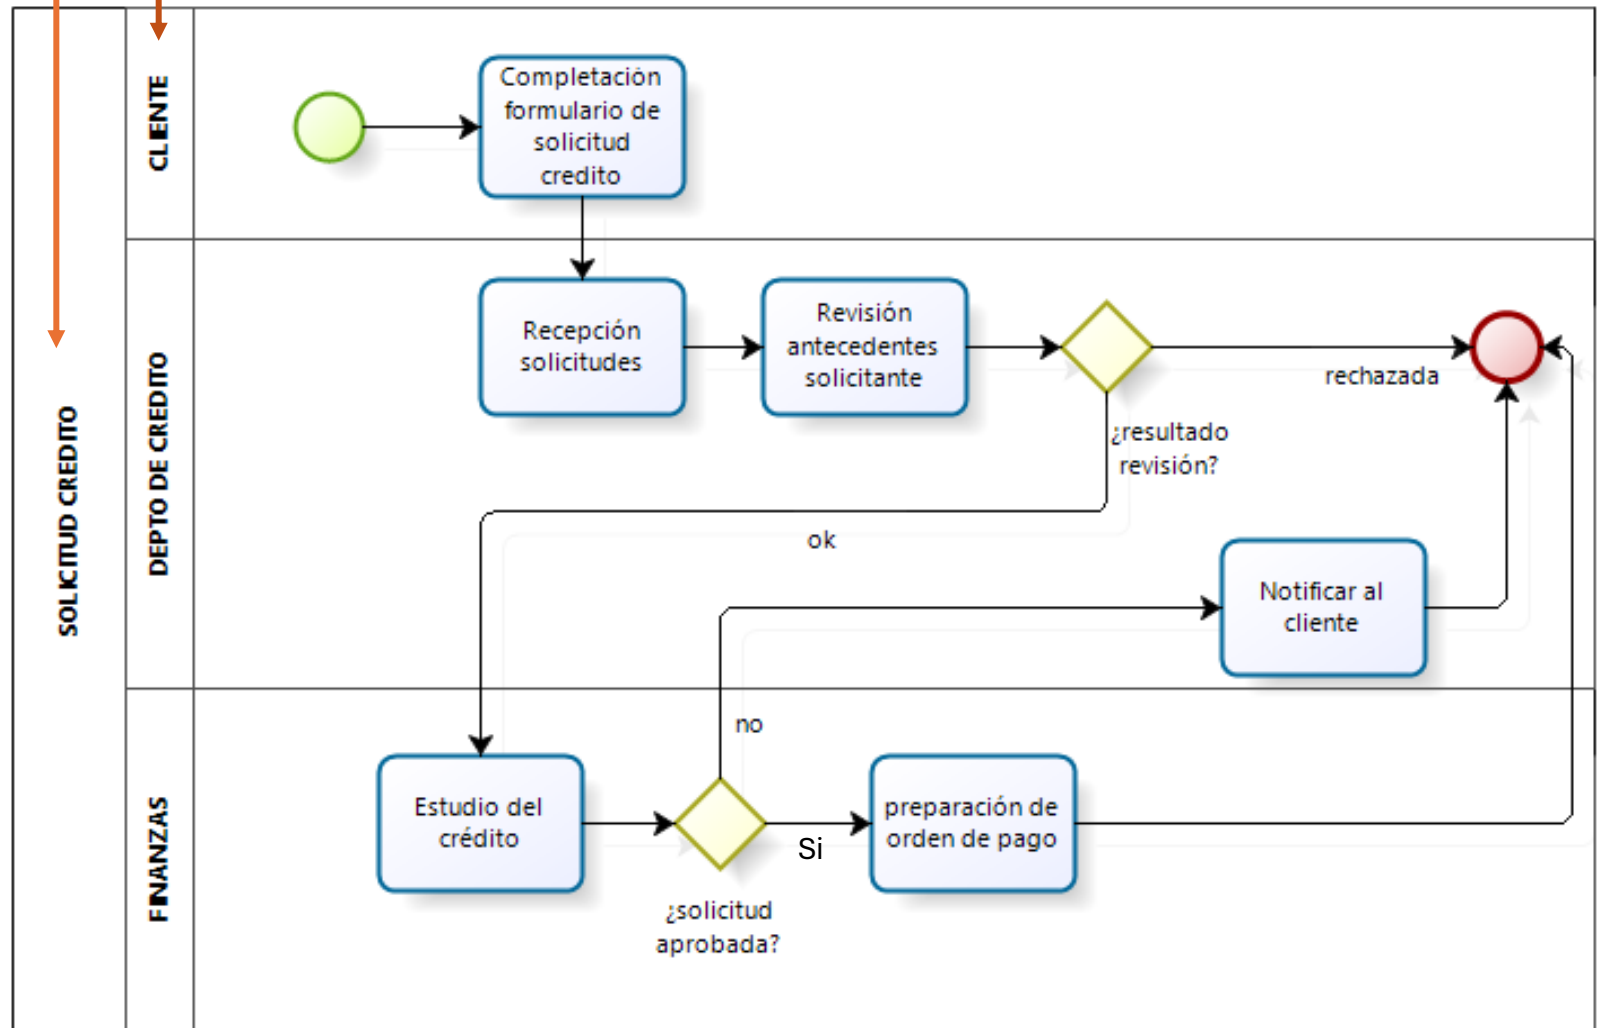 SOLICITUD CREDITO
CLIENTE
Completación
formulario de
solicitud
credito
DEPTO DE CREDITO
Recepción
solicitudes
Revisión
antecedentes
solicitante
¿resultado
revisión?
rechazada
ok
Notificar al
cliente
FINANZAS
no
Estudio del
crédito
¿solicitud
aprobada?
Si
preparación de
orden de pago